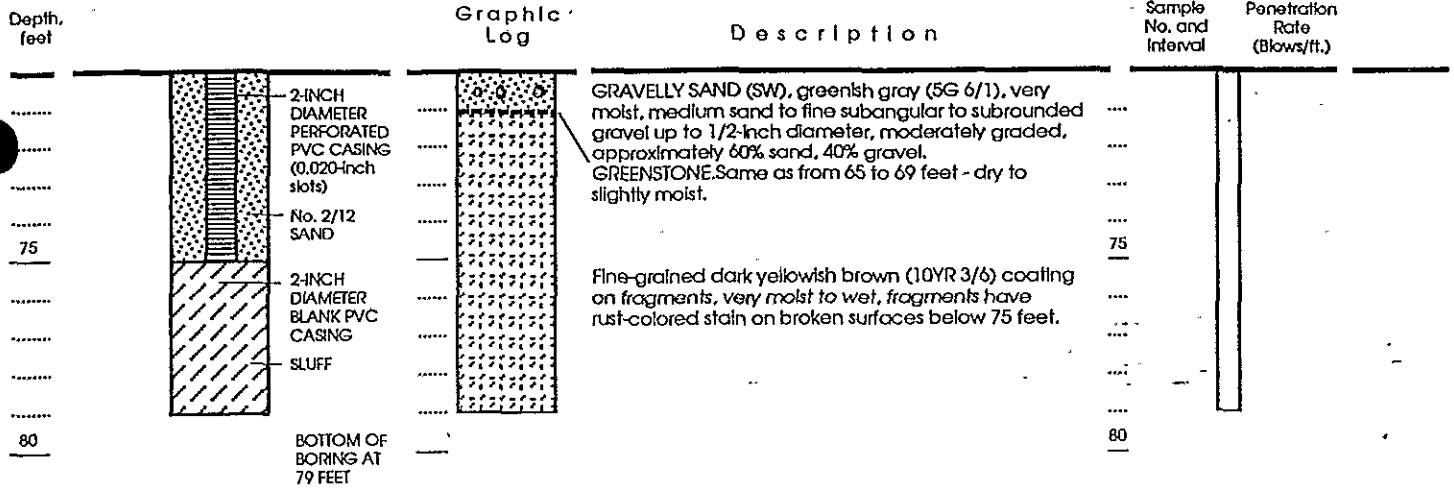 Depth, feet
Graphic Log
Description
Sample No. and Interval
Penetration Rate (Blows/ft.)
2-INCH
DIAMETER
PERFORATED
PVC CASING
(0.020-inch
slots)
No. 2/12
SAND
75
2-INCH
DIAMETER
BLANK PVC
CASING
SLUFF
80
BOTTOM OF
BORING AT
79 FEET
GRAVELLY SAND (SW), greenish gray (5G 6/1), very
moist, medium sand to fine subangular to subrounded
gravel up to 1/2-inch diameter, moderately graded,
approximately 60% sand, 40% gravel.
GREENSTONE.Same as from 65 to 69 feet - dry to
slightly moist.
Fine-grained dark yellowish brown (10YR 3/6) coating
on fragments, very moist to wet, fragments have
rust-colored stain on broken surfaces below 75 feet.
75
80